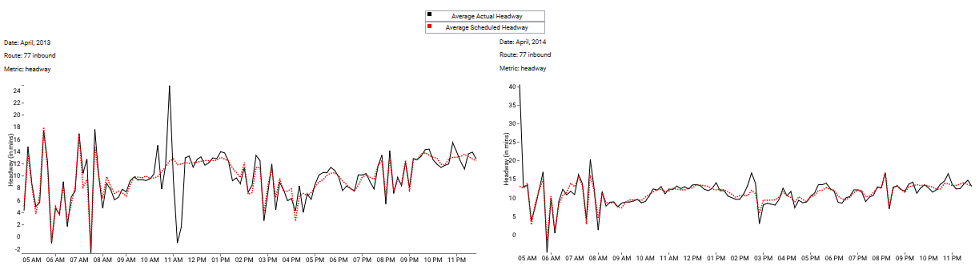 Average Actual Headway
Average Scheduled Headway
Date: April, 2013
Route: 77 inbound
Metric: headway
Headway (in mins)
24
22
20
18
16
14
12
10
8
6
4
2
0
-2
05 AM 06 AM 07 AM 08 AM 09 AM 10 AM 11 AM 12 PM 01 PM 02 PM 03 PM 04 PM 05 PM 06 PM 07 PM 08 PM 09 PM 10 PM 11 PM
Date: April, 2014
Route: 77 inbound
Metric: headway
Headway (in mins)
40
35
30
25
20
15
10
5
0
05 AM 06 AM 07 AM 08 AM 09 AM 10 AM 11 AM 12 PM 01 PM 02 PM 03 PM 04 PM 05 PM 06 PM 07 PM 08 PM 09 PM 10 PM 11 PM